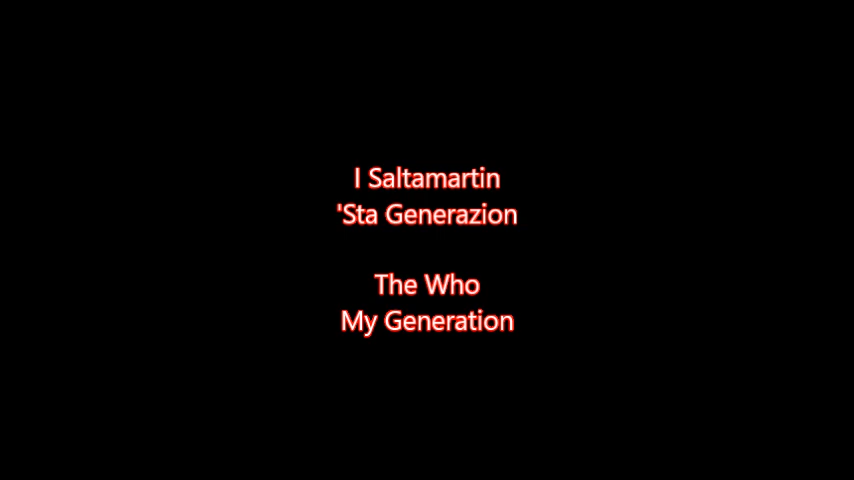 I Saltamartin
'Sta Generazion
The Who
My Generation